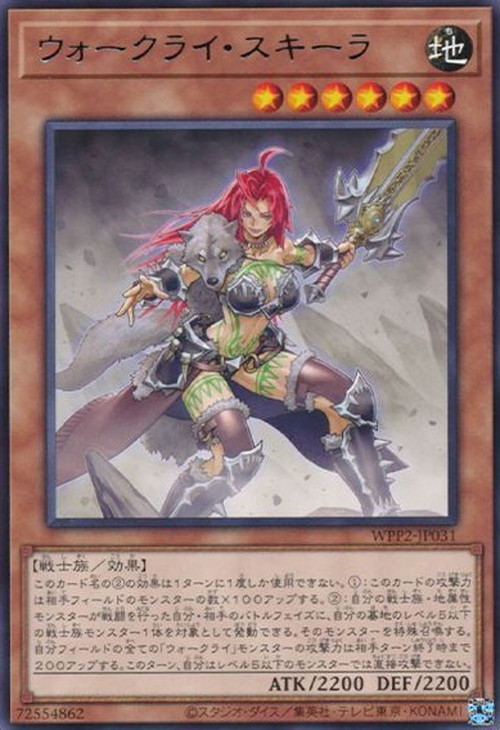 ウォークライ・スキーラ
地
WPP2-JP031
【戦士族／効果】
このカード名の②の効果は1ターンに1度しか使用できない。①：このカードの攻撃力
は相手フィールドのモンスターの数×100アップする。②：自分の戦士族・地属性
モンスターが戦闘を行った自分・相手のバトルフェイズに、自分の墓地のレベル5以下
の戦士族モンスター1体を対象として発動できる。そのモンスターを特殊召喚する。
自分フィールドの全ての「ウォークライ」モンスターの攻撃力は相手ターン終了時まで
200アップする。このターン、自分はレベル5以下のモンスターでは直接攻撃できない。
ATK/2200 DEF/2200
72554862
©スタジオ・ダイス／集英社・テレビ東京・KONAMI